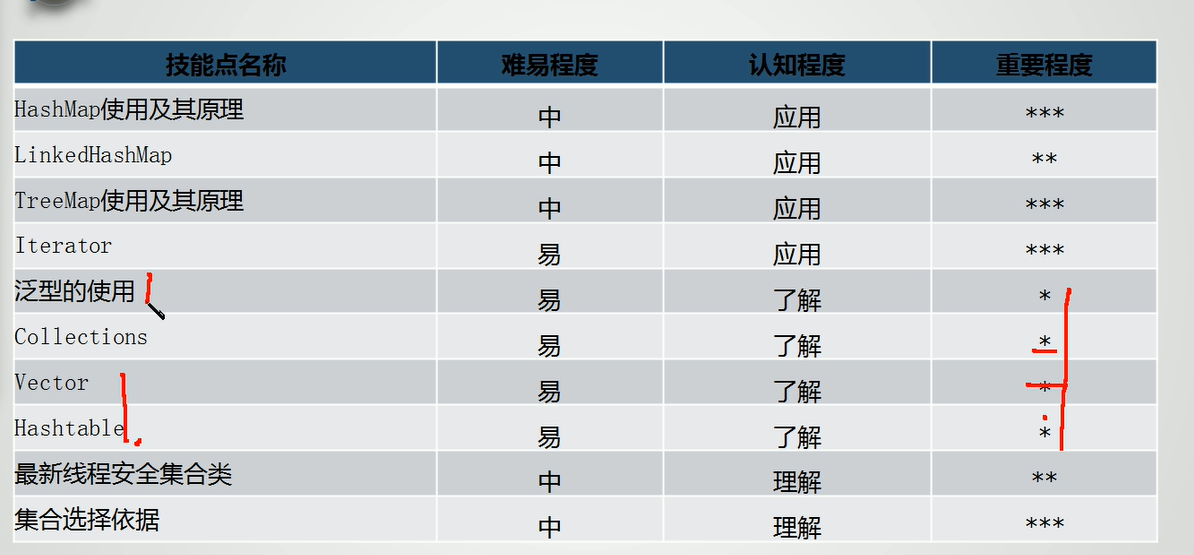 技能点名称 难易程度 认知程度 重要程度
HashMap使用及其原理 中 应用 ***
LinkedHashMap 中 应用 **
TreeMap使用及其原理 中 应用 ***
Iterator 易 应用 ***
泛型的使用 易 了解 *
Collections 易 了解 *
Vector 易 了解 *
Hashtable 易 了解 *
最新线程安全集合类 中 理解 **
集合选择依据 中 理解 ***